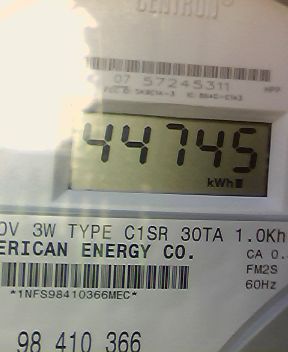 CENTRON®
07 57245311
44745
kWh
0V 3W TYPE C1SR 30TA 1.0Kh
ERICAN ENERGY CO.
CA 0.
FM2S
60Hz
*1NFS98410366MEC*
98 410 366